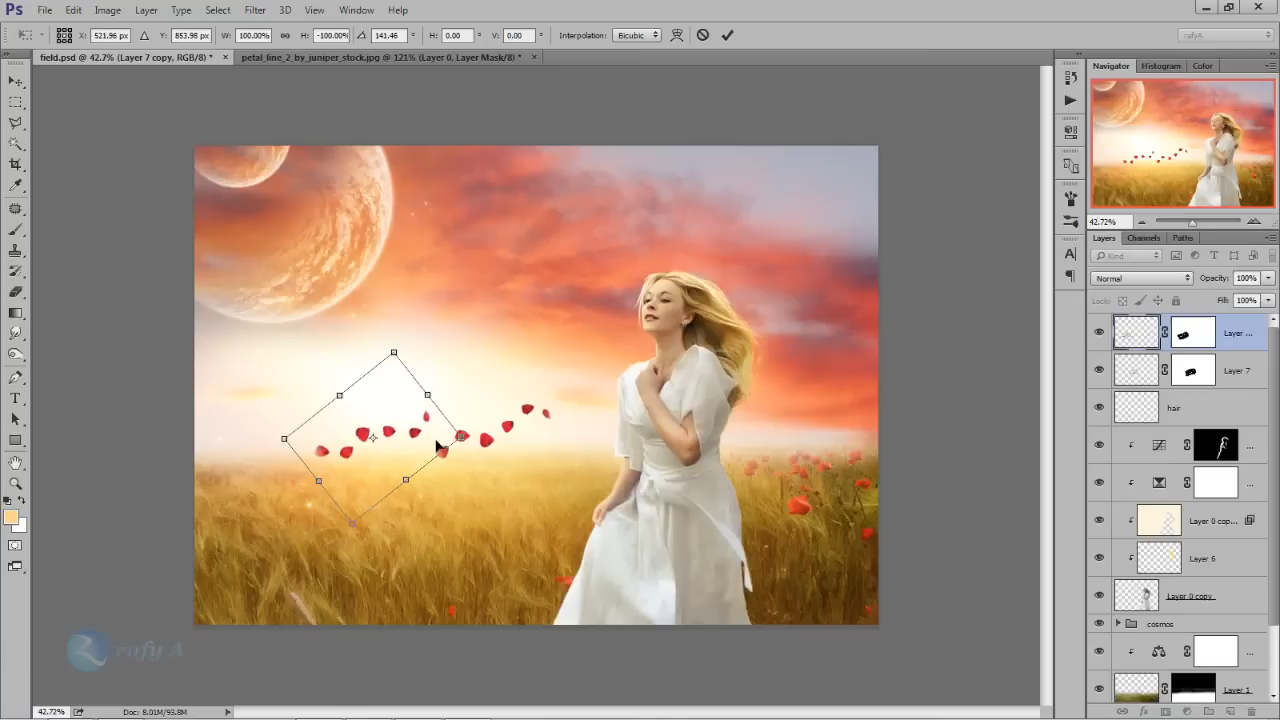 Ps File Edit Image Layer Type Select Filter 3D View Window Help
X: 521.96 px Y: 853.98 px W: 100.00% H: -100.00% 141.46 ° H: 0.00 ° V: 0.00 ° Interpolation: Bicubic rafyA
field.psd @ 42.7% (Layer 7 copy, RGB/8) * × petal_line_2_by_juniper_stock.jpg @ 121% (Layer 0, Layer Mask/8) * ×
Navigator Histogram Color
42.72%
Layers Channels Paths
Kind
Normal Opacity: 100%
Lock: Fill: 100%
Layer ...
Layer 7
hair
...
...
Layer 0 cop...
Layer 6
Layer 0 copy
cosmos
...
Layer 1
rafy A
42.72% Doc: 8.01M/93.8M